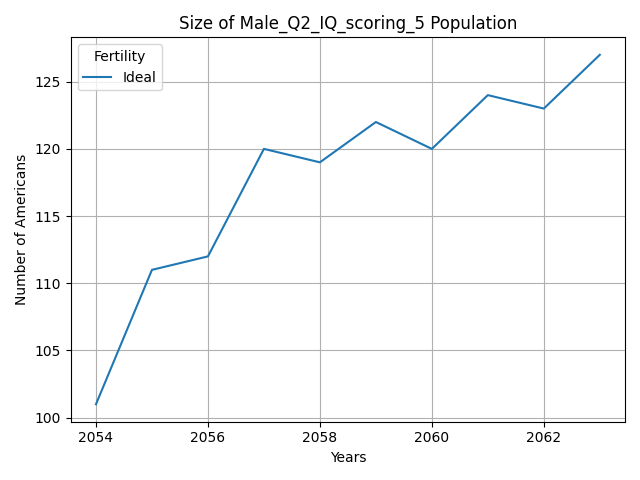 Size of Male_Q2_IQ_scoring_5 Population
Fertility
Ideal
Number of Americans
125
120
115
110
105
100
2054
2056
2058
2060
2062
Years